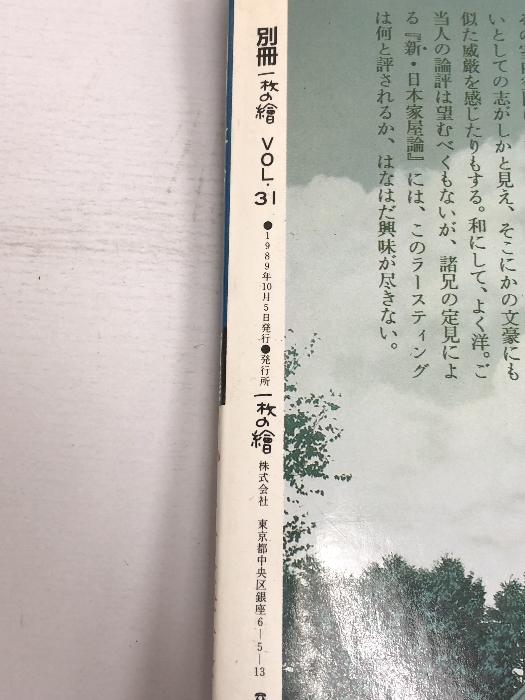 いとしての志がしかと見え、そこにかの文豪にも
似た威厳を感じたりもする。和にして、よく洋。ご
当人の論評は望むべくもないが、諸兄の定見によ
る『新・日本家屋論』には、このラースティング
は何と評されるか、はなはだ興味が尽きない。
別冊一枚の繪 VOL.31 ●1989年10月5日発行●発行所 一枚の繪 株式会社 東京都中央区銀座6-5-13